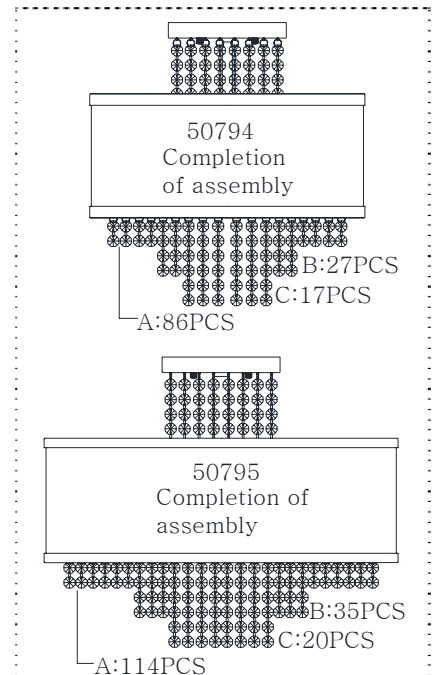 50794
Completion
of assembly
B:27PCS
C:17PCS
A:86PCS
50795
Completion of
assembly
B:35PCS
C:20PCS
A:114PCS